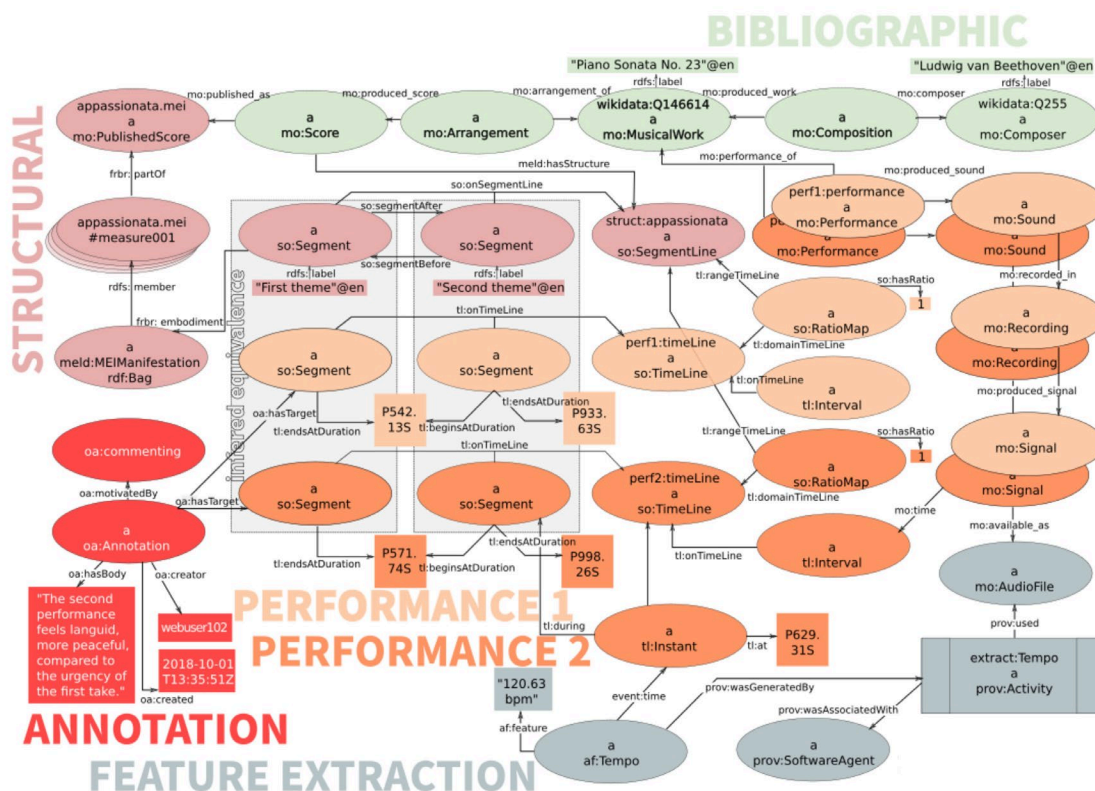 BIBLIOGRAPHIC
"Piano Sonata No. 23"@en
"Ludwig van Beethoven"@en
rdfs:label
rdfs:label
mo:published_as
mo:produced_score
mo:arrangement_of
mo:produced_work
mo:composer
appassionata.mei
a
mo:PublishedScore
a
mo:Score
a
mo:Arrangement
wikidata:Q146614
a
mo:MusicalWork
a
mo:Composition
wikidata:Q255
a
mo:Composer
STRUCTURAL
frbr: partOf
meld:hasStructure
mo:performance_of
mo:produced_sound
so:onSegmentLine
so:segmentAfter
so:segmentBefore
appassionata.mei
#measure001
a
so:Segment
a
so:Segment
struct:appassionata
a
so:SegmentLine
perf1:performance
a
mo:Performance
mo:Performance
a
mo:Sound
a
mo:Sound
rdfs:label
rdfs:label
"First theme"@en
"Second theme"@en
rdfs: member
tl:rangeTimeLine
so:hasRatio
1
mo:recorded_in
frbr: embodiment
infered equivalence
tl:onTimeLine
a
so:RatioMap
tl:domainTimeLine
a
mo:Recording
a
mo:Recording
a
meld:MEIManifestation
rdf:Bag
a
so:Segment
a
so:Segment
perf1:timeLine
a
so:TimeLine
tl:onTimeLine
a
tl:Interval
mo:produced_signal
oa:hasTarget
tl:endsAtDuration
P542.
13S
tl:beginsAtDuration
tl:endsAtDuration
P933.
63S
tl:rangeTimeLine
so:hasRatio
1
oa:commenting
oa:motivatedBy
oa:hasTarget
tl:onTimeLine
a
so:Segment
a
so:Segment
perf2:timeLine
a
so:TimeLine
a
so:RatioMap
tl:domainTimeLine
a
mo:Signal
a
mo:Signal
mo:time
mo:available_as
a
oa:Annotation
tl:endsAtDuration
P571.
74S
tl:beginsAtDuration
tl:endsAtDuration
P998.
26S
tl:onTimeLine
a
tl:Interval
a
mo:AudioFile
oa:hasBody
oa:creator
"The second
performance
feels languid,
more peaceful,
compared to
the urgency of
the first take."
webuser102
2018-10-01
T13:35:51Z
oa:created
PERFORMANCE 1
PERFORMANCE 2
tl:during
a
tl:Instant
tl:at
P629.
31S
prov:used
extract:Tempo
a
prov:Activity
"120.63
bpm"
event:time
prov:wasGeneratedBy
prov:wasAssociatedWith
af:feature
a
af:Tempo
a
prov:SoftwareAgent
ANNOTATION
FEATURE EXTRACTION